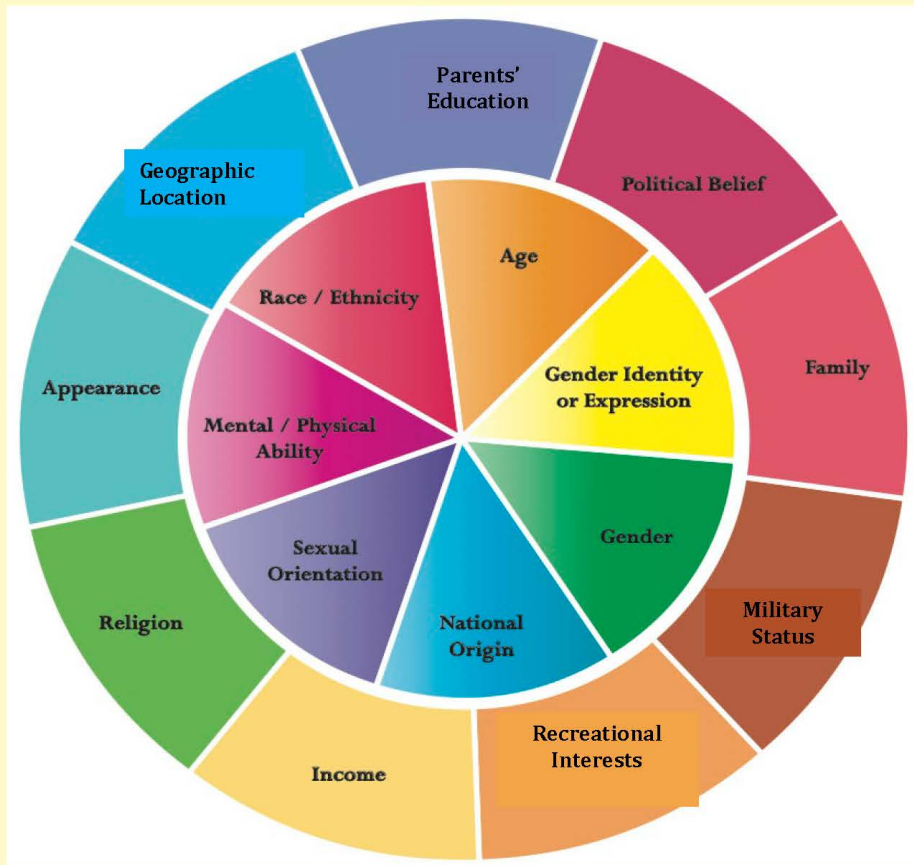 Parents'
Education
Political Belief
Family
Military
Status
Recreational
Interests
Income
Religion
Appearance
Geographic
Location
Age
Gender Identity
or Expression
Gender
National
Origin
Sexual
Orientation
Mental / Physical
Ability
Race / Ethnicity